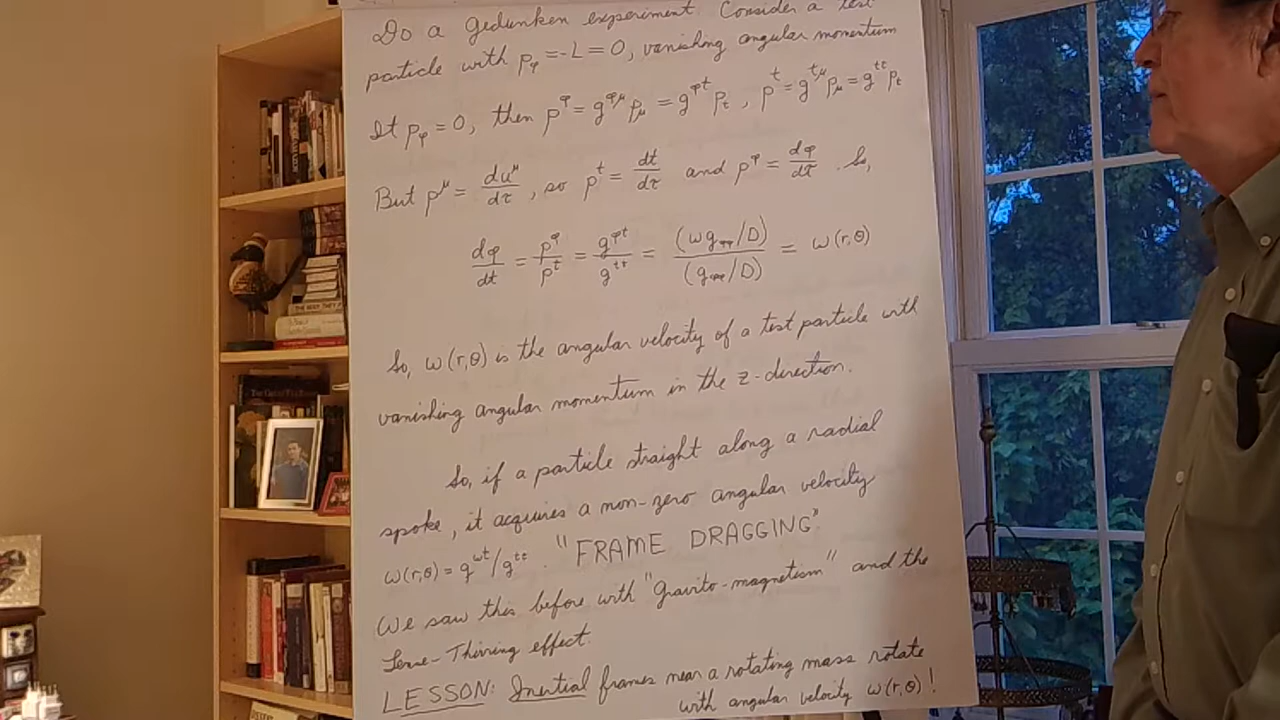 Do a gedunken experiment. Consider a test
particle with p_φ = -L = 0, vanishing angular momentum
If p_φ = 0, then p^φ = g^{φμ} p_μ = g^{φt} p_t , p^t = g^{tμ} p_μ = g^{tt} p_t
But p^μ = du^μ/dτ , so p^t = dt/dτ and p^φ = dφ/dτ . So,
dφ/dt = p^φ/p^t = g^{φt}/g^{tt} = (ωg_{φφ}/D)/(g_{φφ}/D) = ω(r,θ)
So, ω(r,θ) is the angular velocity of a test particle with
vanishing angular momentum in the z-direction.
So, if a particle straight along a radial
spoke, it acquires a non-zero angular velocity
ω(r,θ) = g^{ωt}/g^{tt} . "FRAME DRAGGING".
We saw this before with "Gravito-magnetism" and the
Lense-Thirring effect.
LESSON: Inertial frames near a rotating mass rotate
with angular velocity ω(r,θ)!